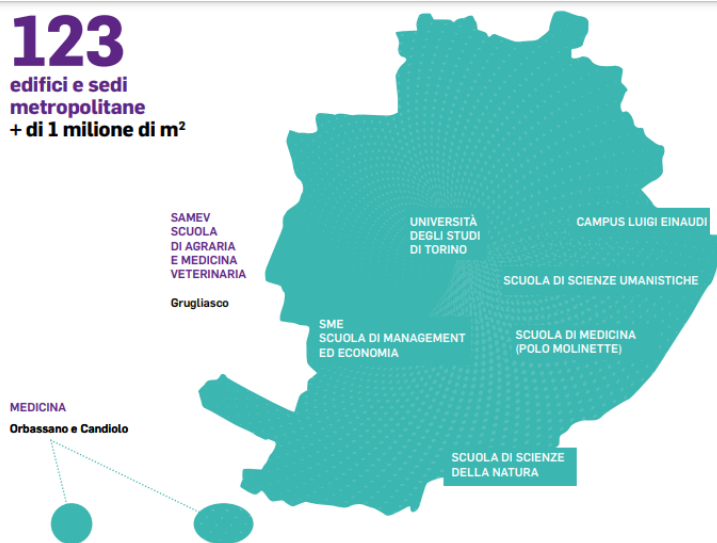 123
edifici e sedi
metropolitane
+ di 1 milione di m²
SAMEV
SCUOLA
DI AGRARIA
E MEDICINA
VETERINARIA
Grugliasco
UNIVERSITÀ
DEGLI STUDI
DI TORINO
CAMPUS LUIGI EINAUDI
SCUOLA DI SCIENZE UMANISTICHE
SME
SCUOLA DI MANAGEMENT
ED ECONOMIA
SCUOLA DI MEDICINA
(POLO MOLINETTE)
MEDICINA
Orbassano e Candiolo
SCUOLA DI SCIENZE
DELLA NATURA